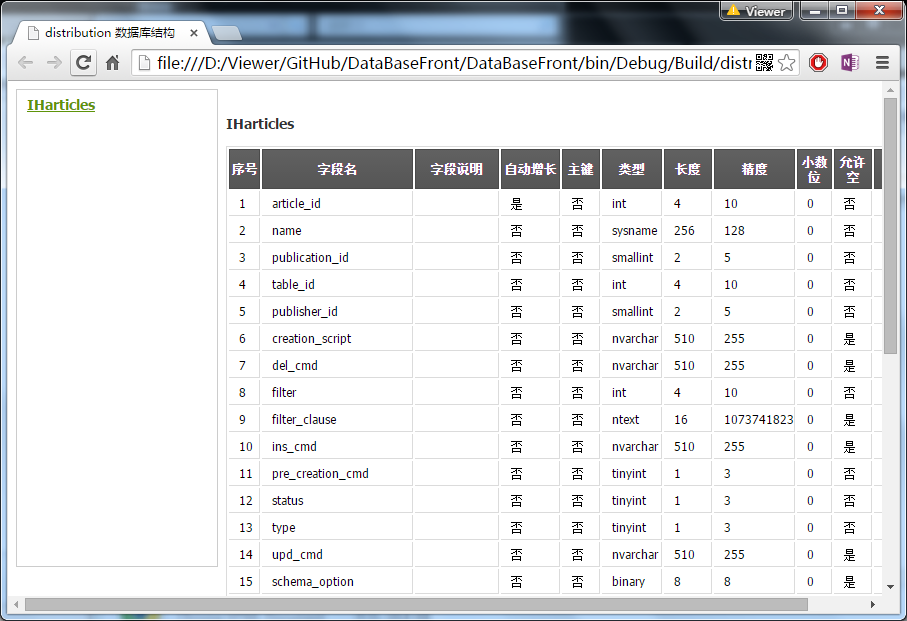 Viewer
distribution 数据库结构
file:///D:/Viewer/GitHub/DataBaseFront/DataBaseFront/bin/Debug/Build/distr
IHarticles
IHarticles
序号 字段名 字段说明 自动增长 主键 类型 长度 精度 小数位 允许空
1 article_id 是 否 int 4 10 0 否
2 name 否 否 sysname 256 128 0 否
3 publication_id 否 否 smallint 2 5 0 否
4 table_id 否 否 int 4 10 0 否
5 publisher_id 否 否 smallint 2 5 0 否
6 creation_script 否 否 nvarchar 510 255 0 是
7 del_cmd 否 否 nvarchar 510 255 0 是
8 filter 否 否 int 4 10 0 否
9 filter_clause 否 否 ntext 16 1073741823 0 是
10 ins_cmd 否 否 nvarchar 510 255 0 是
11 pre_creation_cmd 否 否 tinyint 1 3 0 否
12 status 否 否 tinyint 1 3 0 否
13 type 否 否 tinyint 1 3 0 否
14 upd_cmd 否 否 nvarchar 510 255 0 是
15 schema_option 否 否 binary 8 8 0 是